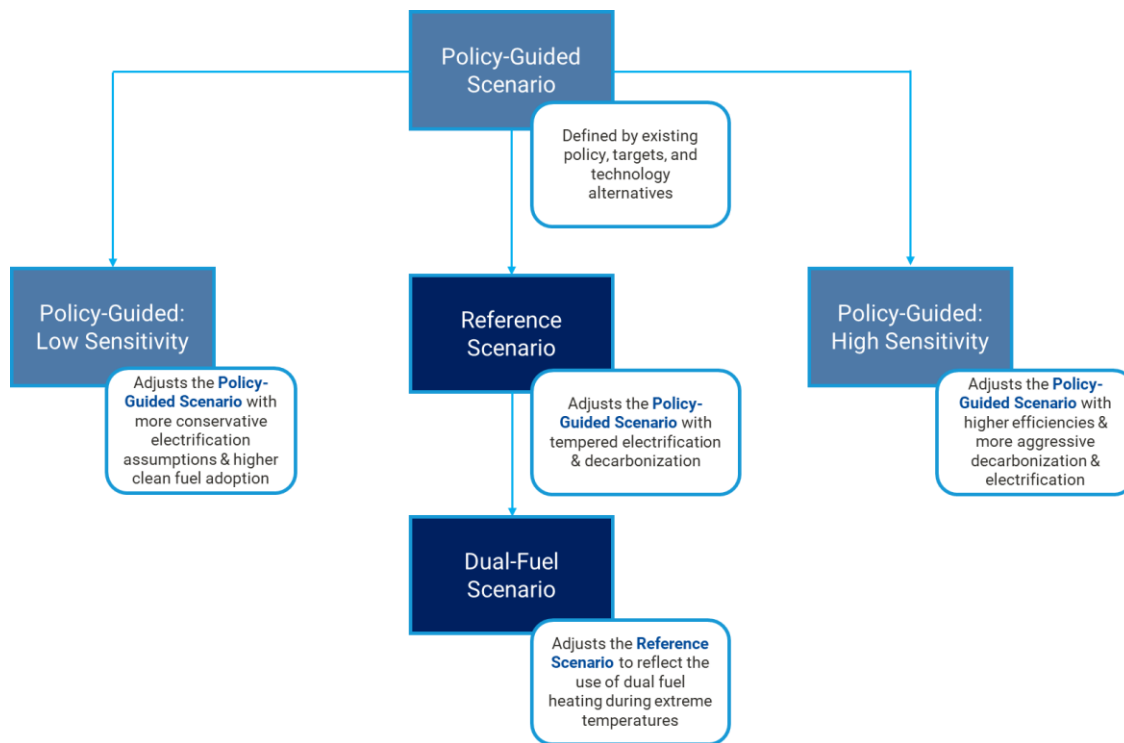 Policy-Guided
Scenario
Defined by existing
policy, targets, and
technology
alternatives
Policy-Guided:
Low Sensitivity
Adjusts the Policy-
Guided Scenario with
more conservative
electrification
assumptions & higher
clean fuel adoption
Reference
Scenario
Adjusts the Policy-
Guided Scenario with
tempered electrification
& decarbonization
Policy-Guided:
High Sensitivity
Adjusts the Policy-
Guided Scenario with
higher efficiencies &
more aggressive
decarbonization &
electrification
Dual-Fuel
Scenario
Adjusts the Reference
Scenario to reflect the
use of dual fuel
heating during extreme
temperatures